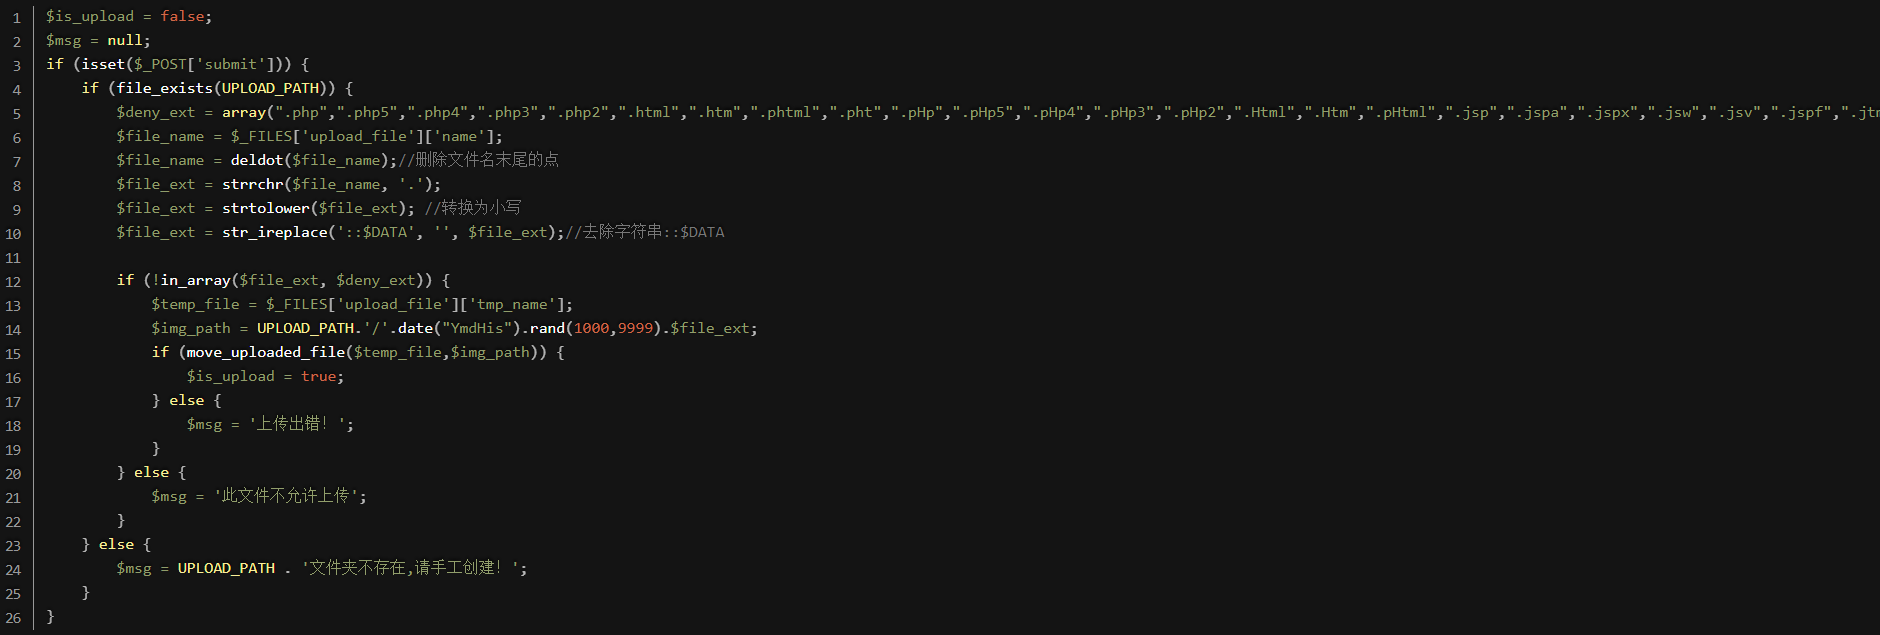 1 $is_upload = false;
2 $msg = null;
3 if (isset($_POST['submit'])) {
4     if (file_exists(UPLOAD_PATH)) {
5         $deny_ext = array(".php",".php5",".php4",".php3",".php2",".html",".htm",".phtml",".pht",".pHp",".pHp5",".pHp4",".pHp3",".pHp2",".Html",".Htm",".pHtml",".jsp",".jspa",".jspx",".jsw",".jsv",".jspf",".jtm
6         $file_name = $_FILES['upload_file']['name'];
7         $file_name = deldot($file_name);//删除文件名末尾的点
8         $file_ext = strrchr($file_name, '.');
9         $file_ext = strtolower($file_ext); //转换为小写
10         $file_ext = str_ireplace('::$DATA', '', $file_ext);//去除字符串::$DATA
11
12         if (!in_array($file_ext, $deny_ext)) {
13             $temp_file = $_FILES['upload_file']['tmp_name'];
14             $img_path = UPLOAD_PATH.'/'.date("YmdHis").rand(1000,9999).$file_ext;
15             if (move_uploaded_file($temp_file,$img_path)) {
16                 $is_upload = true;
17             } else {
18                 $msg = '上传出错！';
19             }
20         } else {
21             $msg = '此文件不允许上传';
22         }
23     } else {
24         $msg = UPLOAD_PATH . '文件夹不存在,请手工创建！';
25     }
26 }